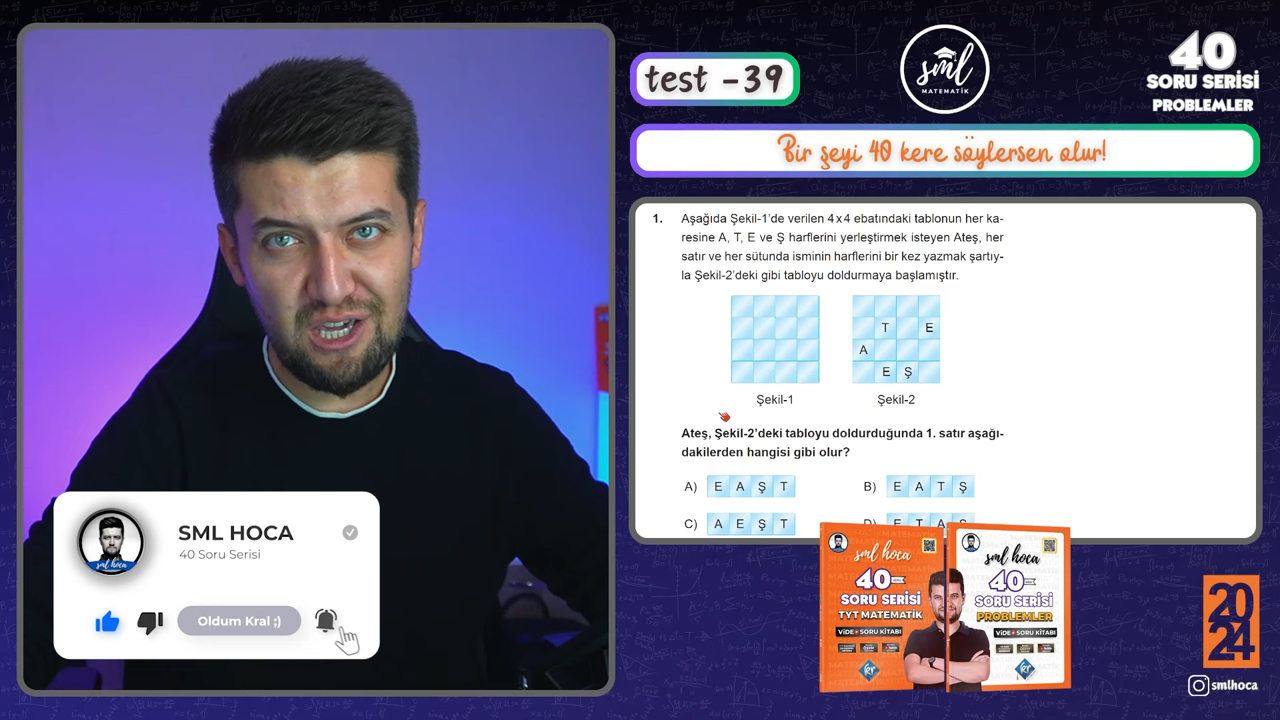 test -39
sml
MATEMATİK
40
SORU SERİSİ
PROBLEMLER
Bir şeyi 40 kere söylersen olur!
1. Aşağıda Şekil-1'de verilen 4x4 ebatındaki tablonun her ka-
resine A, T, E ve Ş harflerini yerleştirmek isteyen Ateş, her
satır ve her sütunda isminin harflerini bir kez yazmak şartıy-
la Şekil-2'deki gibi tabloyu doldurmaya başlamıştır.
T E
A
E Ş
Şekil-1 Şekil-2
Ateş, Şekil-2'deki tabloyu doldurduğunda 1. satır aşağı-
dakilerden hangisi gibi olur?
A) E A Ş T B) E A T Ş
C) A E Ş T D) E T A Ş
SML HOCA
40 Soru Serisi
sml hoca
Oldum Kral ;)
sml hoca
40
SORU SERİSİ
TYT MATEMATİK
VİDEO SORU KİTABI
kr
sml hoca
40
SORU SERİSİ
PROBLEMLER
VİDEO SORU KİTABI
kr
2024
smlhoca